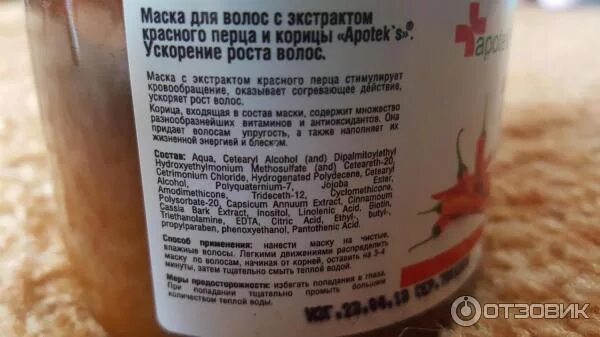 Маска для волос с экстрактом
красного перца и корицы «Apotek`s»®.
Ускорение роста волос.
Маска с экстрактом красного перца стимулирует
кровообращение, оказывает согревающее действие,
ускоряет рост волос.
Корица, входящая в состав маски, содержит множество
разнообразнейших витаминов и антиоксидантов. Она
придает волосам упругость, а также наполняет их
жизненной энергией и блеском.
Состав: Aqua, Cetearyl Alcohol (and) Dipalmitoylethyl
Hydroxyethylmonium Methosulfate (and) Ceteareth-20,
Cetrimonium Chloride, Hydrogenated Polydecene, Cetearyl
Alcohol, Polyquaternium-7, Jojoba Ester,
Amodimethicone, Trideceth-12, Cyclomethicone,
Polysorbate-20, Capsicum Annuum Extract, Cinnamoum
Cassia Bark Extract, Inositol, Linolenic Acid, Biotin,
Triethanolamine, EDTA, Citric Acid, Ethyl-, butyl-,
propylparaben, phenoxyethanol, Pantothenic Acid.
Способ применения: нанести маску на чистые,
влажные волосы. Легкими движениями распределить
маску по волосам, начиная от корней, оставить на 3-4
минуты, затем тщательно смыть теплой водой.
Меры предосторожности: избегать попадания в глаза.
При попадании тщательно промыть большим
количеством теплой воды.
apotek
ОТЗОВИК